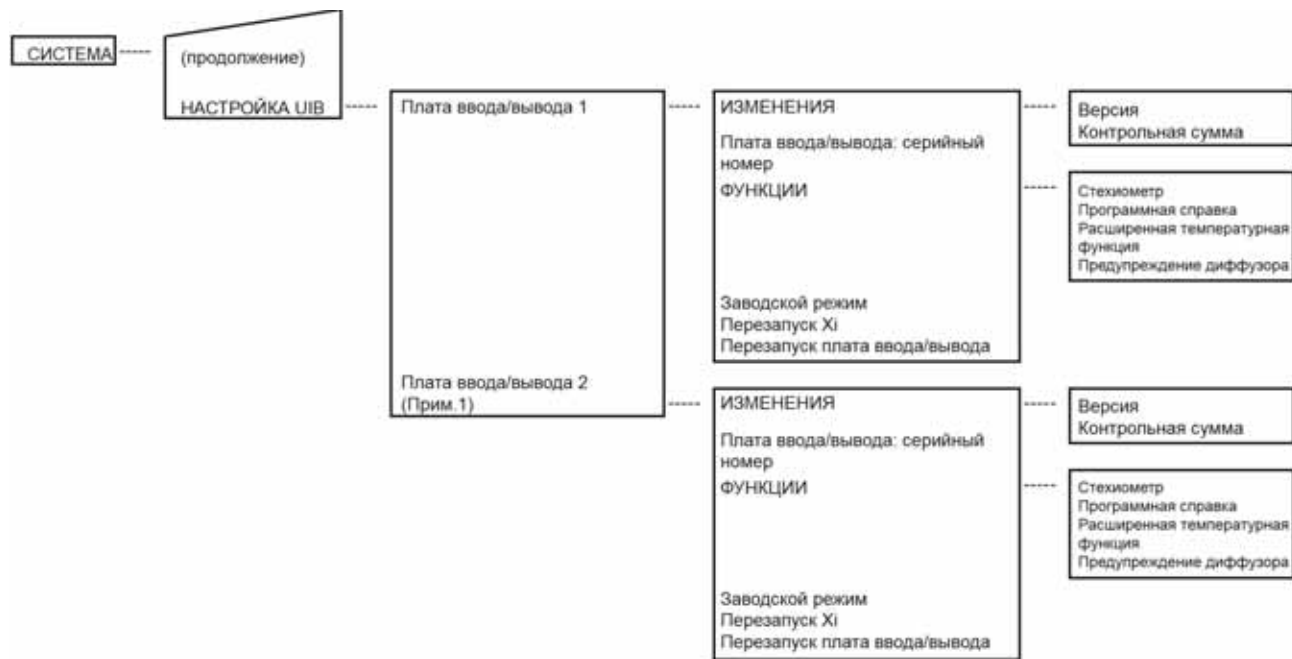 СИСТЕМА
(продолжение)
НАСТРОЙКА UIB
Плата ввода/вывода 1
ИЗМЕНЕНИЯ
Плата ввода/вывода: серийный
номер
ФУНКЦИИ
Заводской режим
Перезапуск Xi
Перезапуск плата ввода/вывода
Версия
Контрольная сумма
Стехиометр
Программная справка
Расширенная температурная
функция
Предупреждение диффузора
Плата ввода/вывода 2
(Прим.1)
ИЗМЕНЕНИЯ
Плата ввода/вывода: серийный
номер
ФУНКЦИИ
Заводской режим
Перезапуск Xi
Перезапуск плата ввода/вывода
Версия
Контрольная сумма
Стехиометр
Программная справка
Расширенная температурная
функция
Предупреждение диффузора